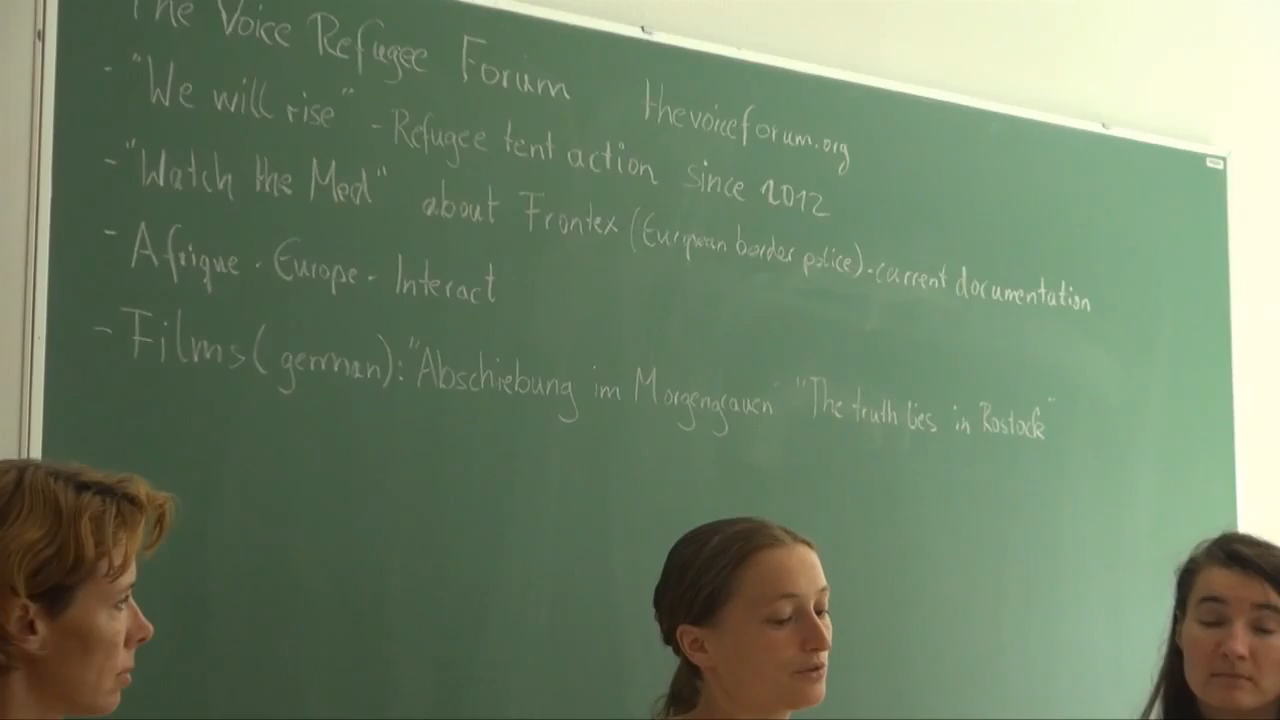 The Voice Refugee Forum thevoiceforum.org
- "We will rise" - Refugee tent action since 2012
- "Watch the Med" about Frontex (European border police) - current documentation
- Afrique - Europe - Interact
- Films (german): "Abschiebung im Morgengrauen" "The truth lies in Rostock"